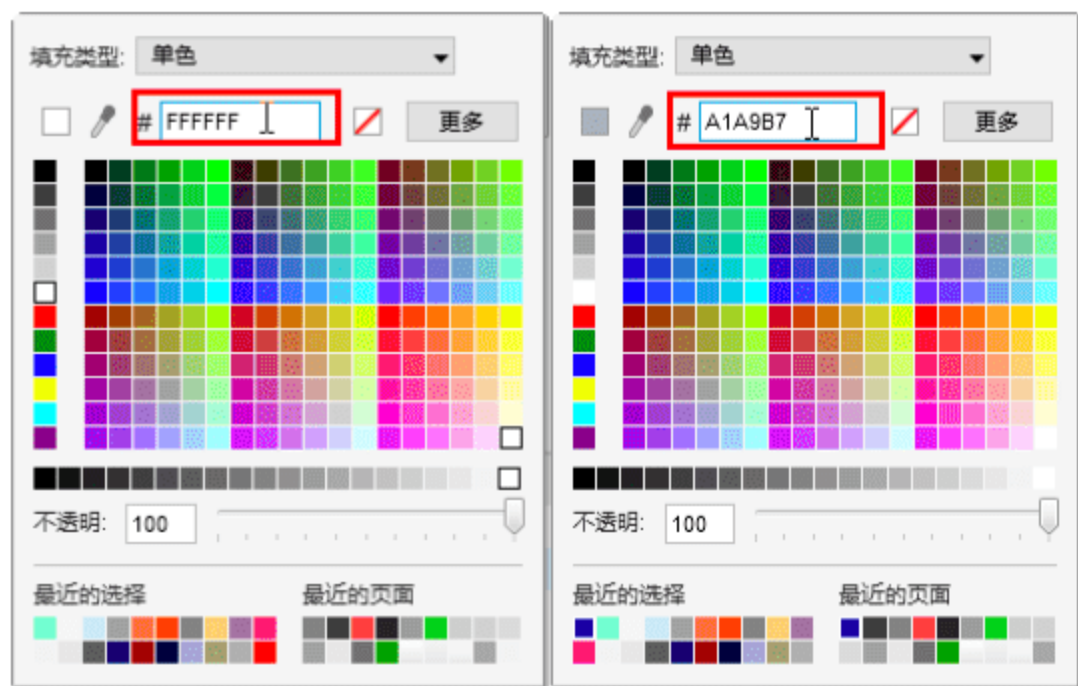 填充类型: 单色
# FFFFFF 更多
不透明: 100
最近的选择 最近的页面
填充类型: 单色
# A1A9B7 更多
不透明: 100
最近的选择 最近的页面